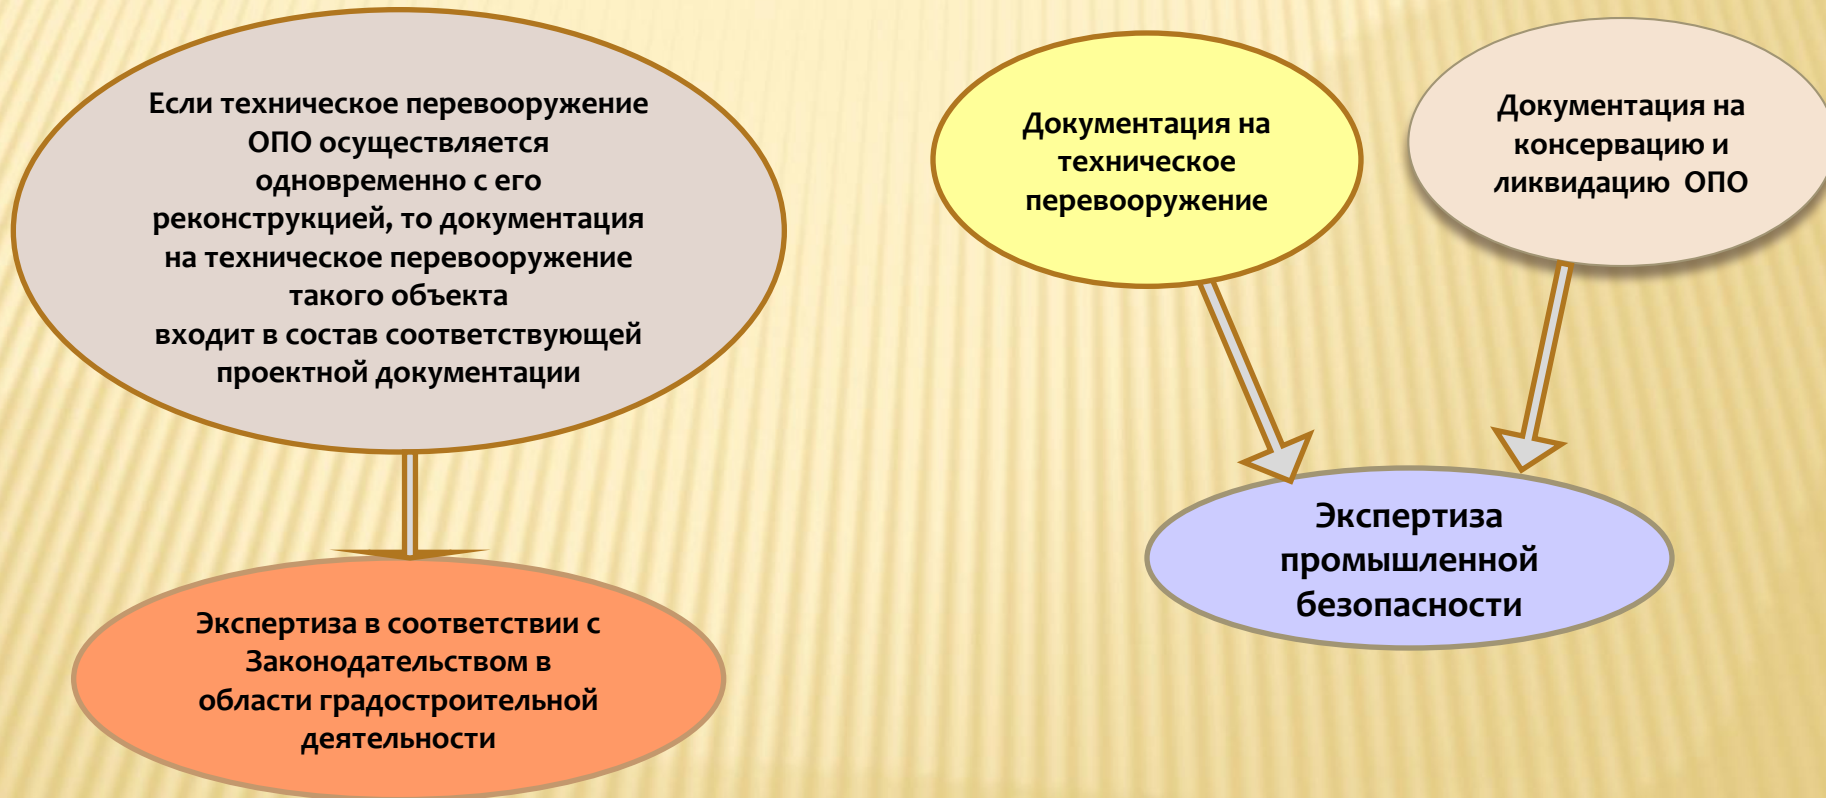 Если техническое перевооружение
ОПО осуществляется
одновременно с его
реконструкцией, то документация
на техническое перевооружение
такого объекта
входит в состав соответствующей
проектной документации
Экспертиза в соответствии с
Законодательством в
области градостроительной
деятельности
Документация на
техническое
перевооружение
Документация на
консервацию и
ликвидацию ОПО
Экспертиза
промышленной
безопасности